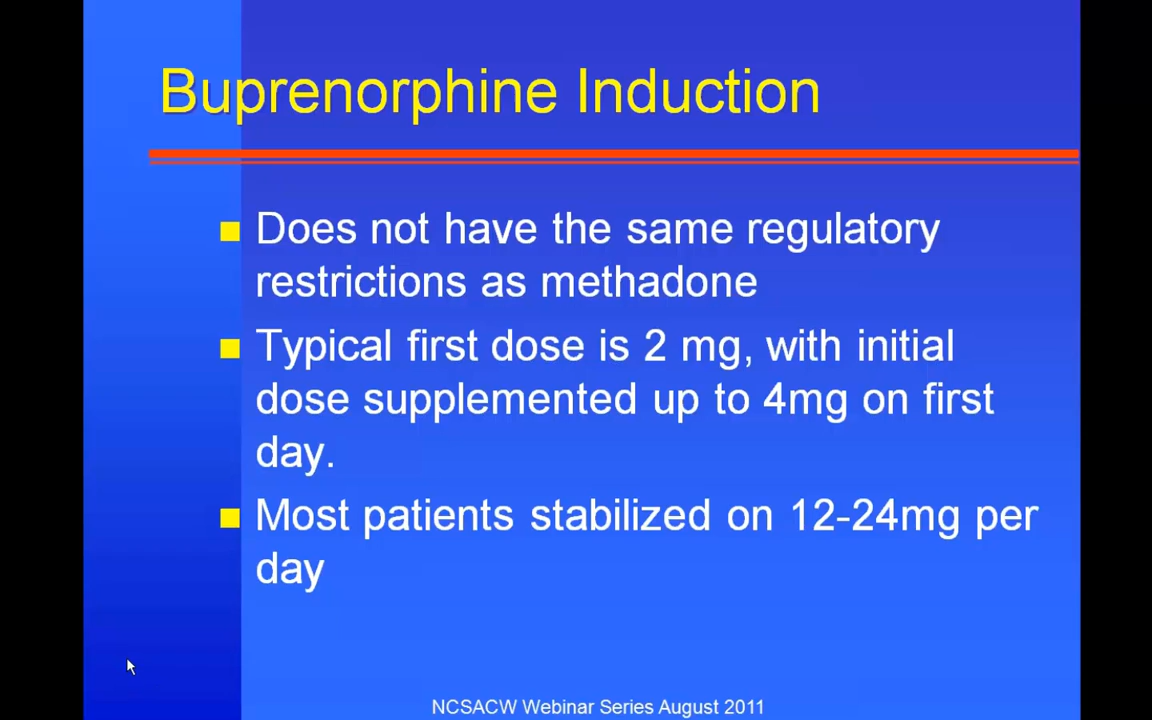 Buprenorphine Induction
Does not have the same regulatory
restrictions as methadone
Typical first dose is 2 mg, with initial
dose supplemented up to 4mg on first
day.
Most patients stabilized on 12-24mg per
day
NCSACW Webinar Series August 2011